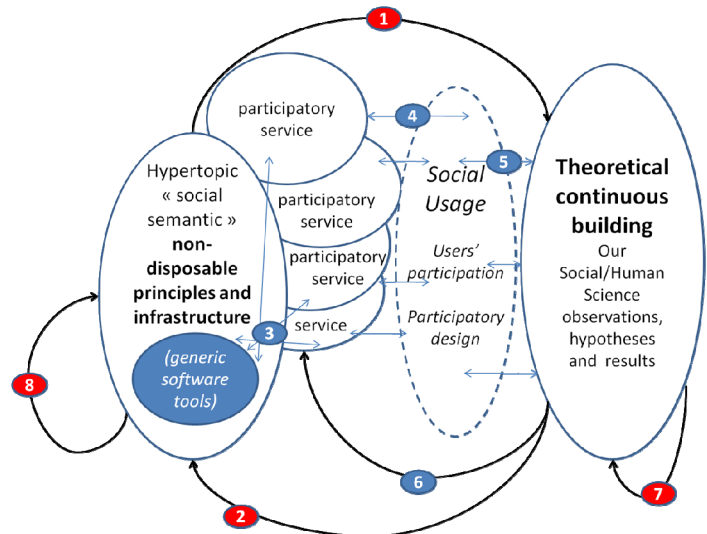 1
participatory
service
4
5
Hypertopic
« social
semantic »
non-
disposable
principles and
infrastructure
participatory
service
participatory
service
service
3
(generic
software
tools)
Social
Usage
Users’
participation
Participatory
design
Theoretical
continuous
building
Our
Social/Human
Science
observations,
hypotheses
and results
8
6
7
2